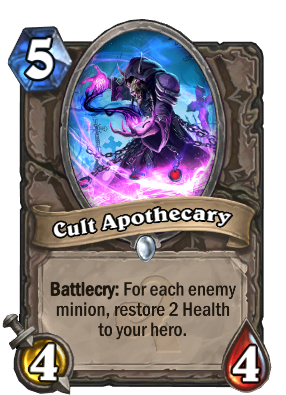 5
Cult Apothecary
Battlecry: For each enemy
minion, restore 2 Health
to your hero.
4 4